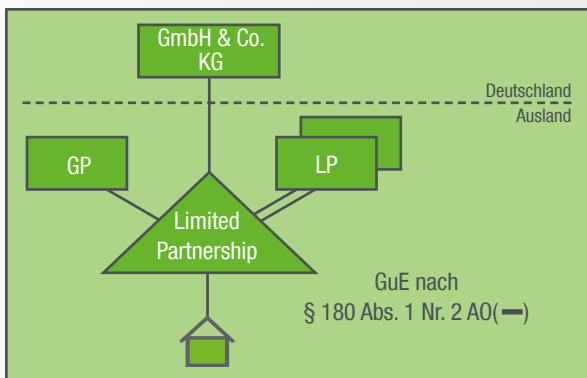 GmbH & Co.
KG
Deutschland
Ausland
GP
LP
Limited
Partnership
GuE nach
§ 180 Abs. 1 Nr. 2 AO(—)